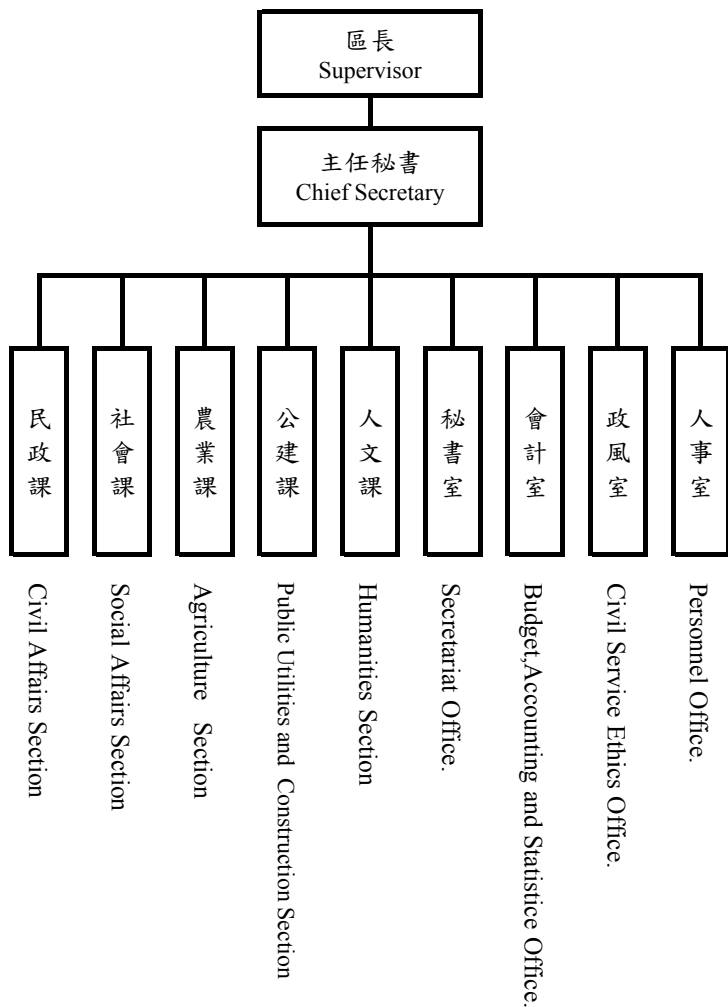 區長
Supervisor
主任秘書
Chief Secretary
民政課
社會課
農業課
公建課
人文課
秘書室
會計室
政風室
人事室
Civil Affairs Section
Social Affairs Section
Agriculture Section
Public Utilities and Construction Section
Humanities Section
Secretariat Office.
Budget,Accounting and Statistice Office.
Civil Service Ethics Office.
Personnel Office.